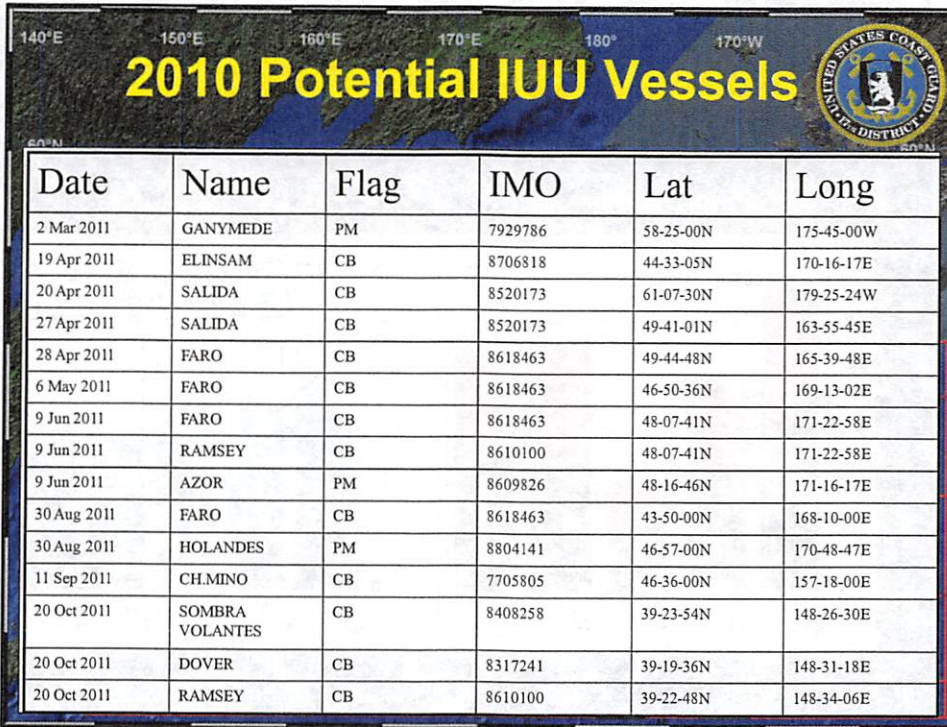 140°E 150°E 160°E 170°E 180° 170°W
2010 Potential IUU Vessels
UNITED STATES COAST GUARD
17TH DISTRICT
60°N 60°N
Date Name Flag IMO Lat Long
2 Mar 2011 GANYMEDE PM 7929786 58-25-00N 175-45-00W
19 Apr 2011 ELINSAM CB 8706818 44-33-05N 170-16-17E
20 Apr 2011 SALIDA CB 8520173 61-07-30N 179-25-24W
27 Apr 2011 SALIDA CB 8520173 49-41-01N 163-55-45E
28 Apr 2011 FARO CB 8618463 49-44-48N 165-39-48E
6 May 2011 FARO CB 8618463 46-50-36N 169-13-02E
9 Jun 2011 FARO CB 8618463 48-07-41N 171-22-58E
9 Jun 2011 RAMSEY CB 8610100 48-07-41N 171-22-58E
9 Jun 2011 AZOR PM 8609826 48-16-46N 171-16-17E
30 Aug 2011 FARO CB 8618463 43-50-00N 168-10-00E
30 Aug 2011 HOLANDES PM 8804141 46-57-00N 170-48-47E
11 Sep 2011 CH.MINO CB 7705805 46-36-00N 157-18-00E
20 Oct 2011 SOMBRA CB 8408258 39-23-54N 148-26-30E
VOLANTES
20 Oct 2011 DOVER CB 8317241 39-19-36N 148-31-18E
20 Oct 2011 RAMSEY CB 8610100 39-22-48N 148-34-06E